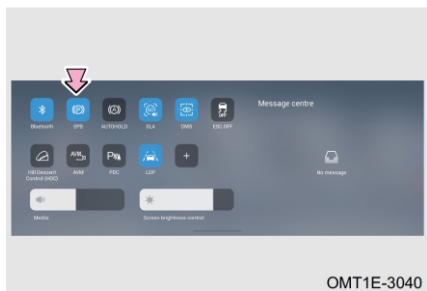 Message centre
Bluetooth
EPB
AUTOHOLD
SLA
DMS
ESC OFF
Hill Descent
Control (HDC)
AVM
AVM
PDC
LDP
No message
Media
Screen brightness control
OMT1E-3040